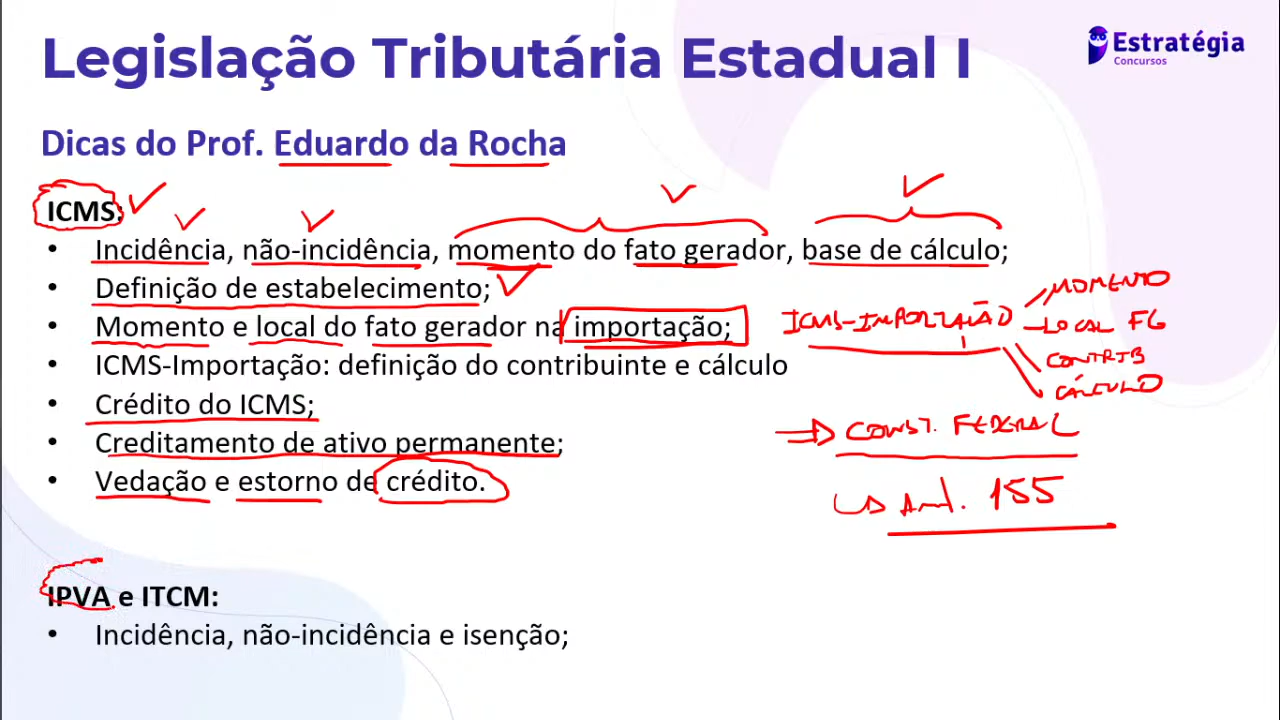 Legislação Tributária Estadual I
Estratégia
Concursos
Dicas do Prof. Eduardo da Rocha
ICMS:
• Incidência, não-incidência, momento do fato gerador, base de cálculo;
• Definição de estabelecimento;
• Momento e local do fato gerador na importação;
• ICMS-Importação: definição do contribuinte e cálculo
• Crédito do ICMS;
• Creditamento de ativo permanente;
• Vedação e estorno de crédito.
ICMS-IMPORTAÇÃO
MOMENTO
LOCAL FG
CONTRIB
CÁLCULO
CONST. FEDERAL
Art. 155
IPVA e ITCM:
• Incidência, não-incidência e isenção;